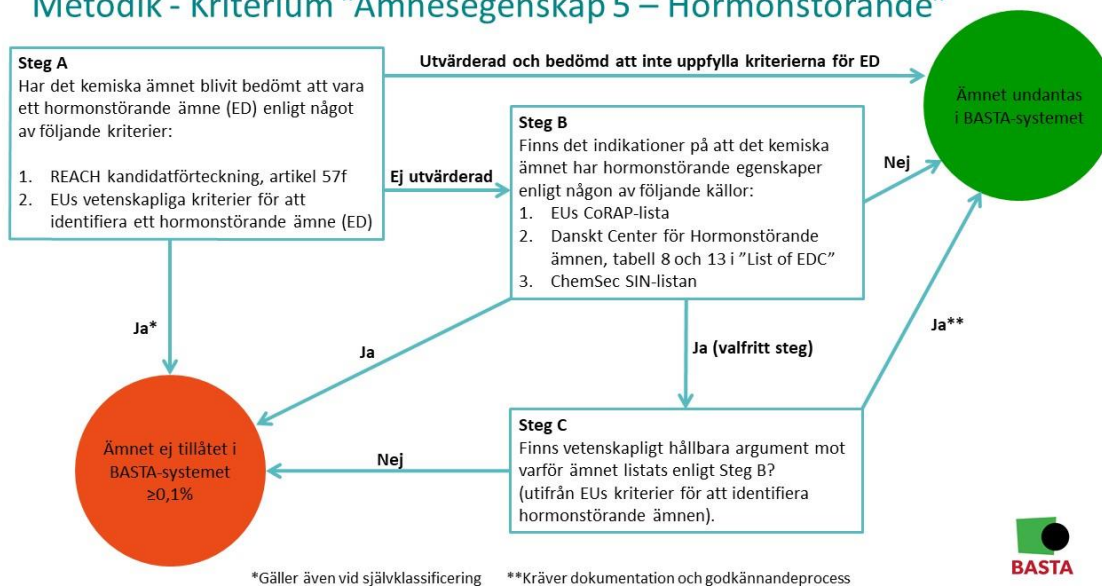 Metodik - Kriterium "Ämnesegenskap 5 – Hormonstörande"
Steg A
Har det kemiska ämnet blivit bedömt att vara
ett hormonstörande ämne (ED) enligt något
av följande kriterier:
1. REACH kandidatförteckning, artikel 57f
2. EUs vetenskapliga kriterier för att
identifiera ett hormonstörande ämne (ED)
Utvärderad och bedömd att inte uppfylla kriterierna för ED
Ämnet undantas
i BASTA-systemet
Ej utvärderad
Steg B
Finns det indikationer på att det kemiska
ämnet har hormonstörande egenskaper
enligt någon av följande källor:
1. EUs CoRAP-lista
2. Danskt Center för Hormonstörande
ämnen, tabell 8 och 13 i ”List of EDC”
3. ChemSec SIN-listan
Nej
Ja*
Ja
Ja (valfritt steg)
Ja**
Ämnet ej tillåtet i
BASTA-systemet
≥0,1%
Nej
Steg C
Finns vetenskapligt hållbara argument mot
varför ämnet listats enligt Steg B?
(utifrån EUs kriterier för att identifiera
hormonstörande ämnen).
BASTA
*Gäller även vid självklassificering **Kräver dokumentation och godkännandeprocess